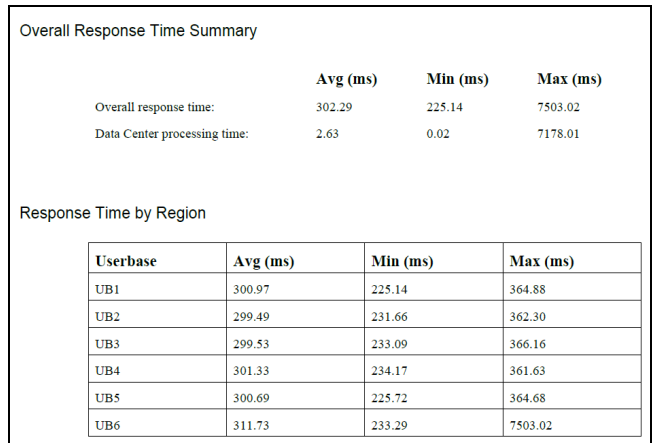 Overall Response Time Summary
Avg (ms) Min (ms) Max (ms)
Overall response time: 302.29 225.14 7503.02
Data Center processing time: 2.63 0.02 7178.01
Response Time by Region
Userbase Avg (ms) Min (ms) Max (ms)
UB1 300.97 225.14 364.88
UB2 299.49 231.66 362.30
UB3 299.53 233.09 366.16
UB4 301.33 234.17 361.63
UB5 300.69 225.72 364.68
UB6 311.73 233.29 7503.02